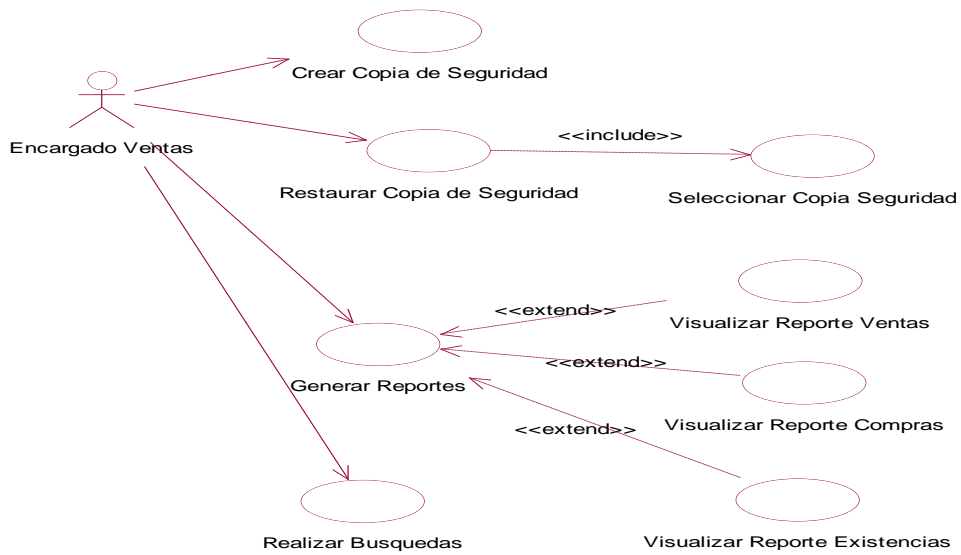 Crear Copia de Seguridad
Encargado Ventas
<<include>>
Restaurar Copia de Seguridad
Seleccionar Copia Seguridad
<<extend>>
Visualizar Reporte Ventas
<<extend>>
Generar Reportes
Visualizar Reporte Compras
<<extend>>
Realizar Busquedas
Visualizar Reporte Existencias